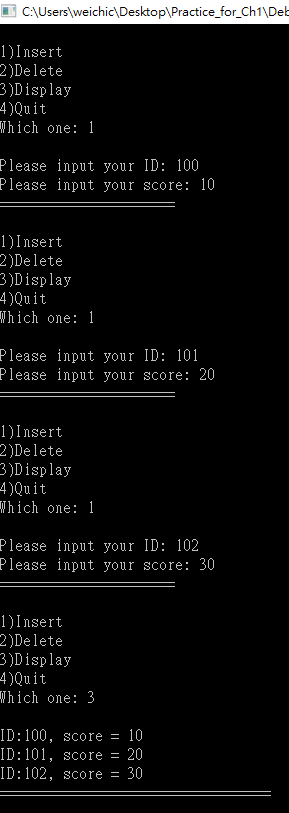 C:\Users\weichic\Desktop\Practice_for_Ch1\Deb
1)Insert
2)Delete
3)Display
4)Quit
Which one: 1
Please input your ID: 100
Please input your score: 10
======================
1)Insert
2)Delete
3)Display
4)Quit
Which one: 1
Please input your ID: 101
Please input your score: 20
======================
1)Insert
2)Delete
3)Display
4)Quit
Which one: 1
Please input your ID: 102
Please input your score: 30
======================
1)Insert
2)Delete
3)Display
4)Quit
Which one: 3
ID:100, score = 10
ID:101, score = 20
ID:102, score = 30
==================================